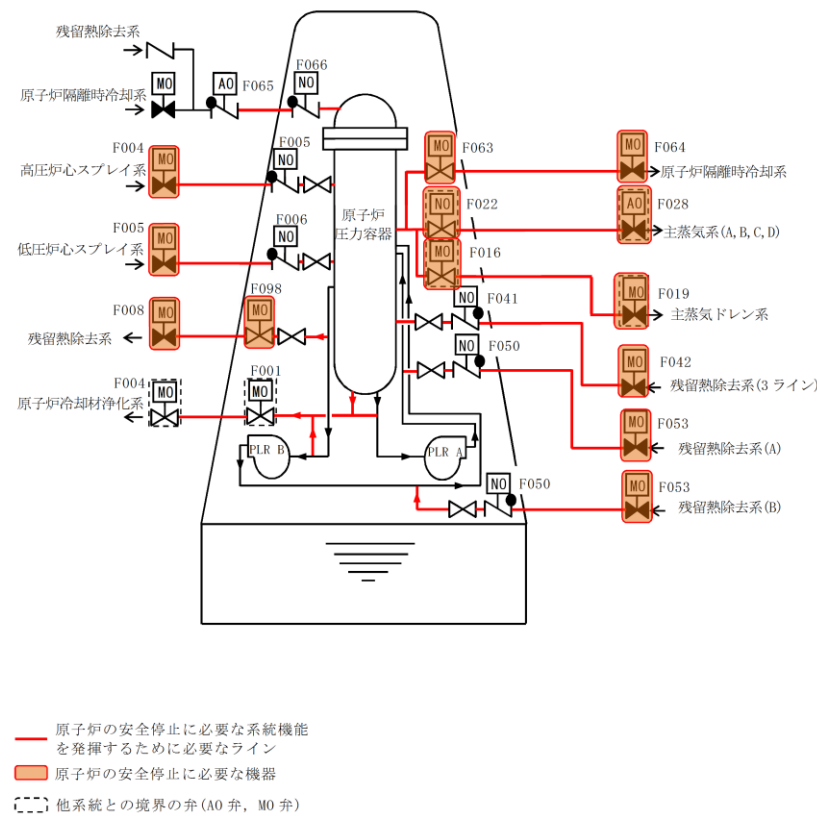 残留熱除去系
F066
MO
AO
F065
NO
原子炉隔離時冷却系
F004
MO
F005
NO
高圧炉心スプレイ系
F005
MO
F006
NO
低圧炉心スプレイ系
F008
MO
F098
MO
残留熱除去系
F004
MO
F001
MO
原子炉冷却材浄化系
原子炉
圧力容器
PLR B
PLR A
MO
F063
MO
F064
原子炉隔離時冷却系
NO
F022
AO
F028
主蒸気系(A,B,C,D)
MO
F016
MO
F019
主蒸気ドレン系
NO
F041
MO
F042
残留熱除去系(3 ライン)
NO
F050
MO
F053
残留熱除去系(A)
NO
F050
MO
F053
残留熱除去系(B)
原子炉の安全停止に必要な系統機能
を発揮するために必要なライン
原子炉の安全停止に必要な機器
他系統との境界の弁(AO 弁, MO 弁)